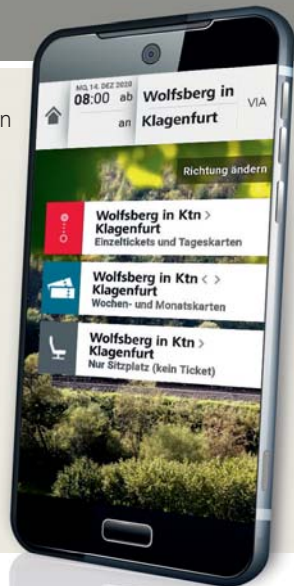 n
MO, 14. DEZ 2020
08:00 ab Wolfsberg in VIA
an Klagenfurt
Richtung ändern
Wolfsberg in Ktn >
Klagenfurt
Einzeltickets und Tageskarten
Wolfsberg in Ktn < >
Klagenfurt
Wochen- und Monatskarten
Wolfsberg in Ktn >
Klagenfurt
Nur Sitzplatz (kein Ticket)